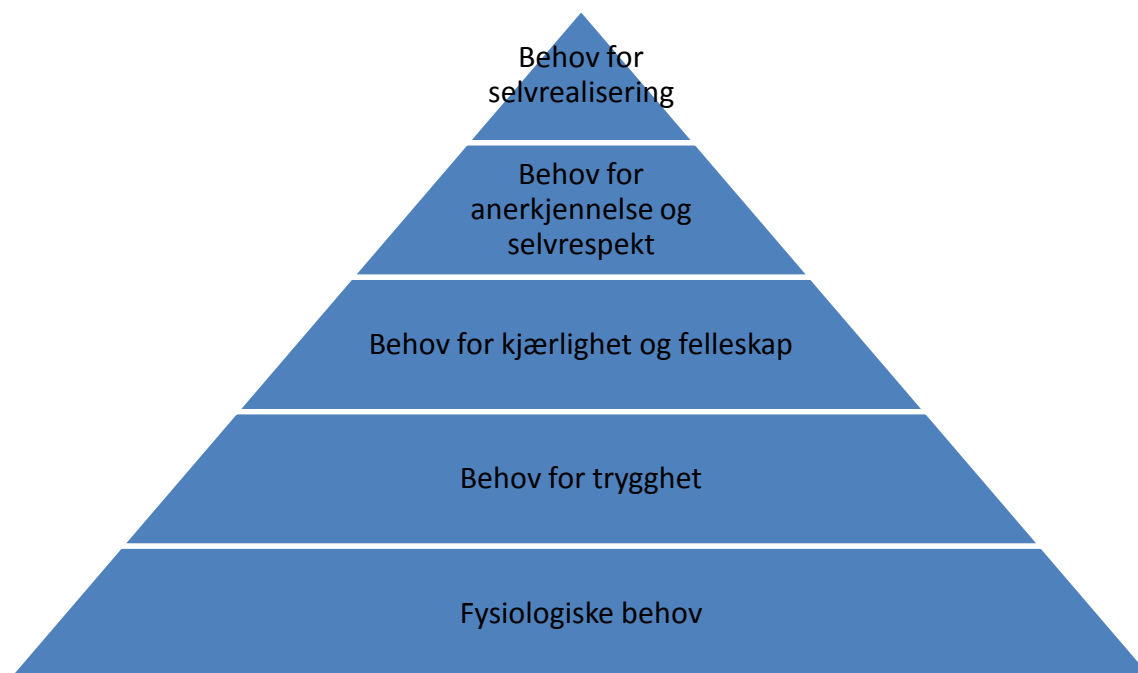 Behov for
selvrealisering
Behov for
anerkjennelse og
selvrespekt
Behov for kjærlighet og felleskap
Behov for trygghet
Fysiologiske behov